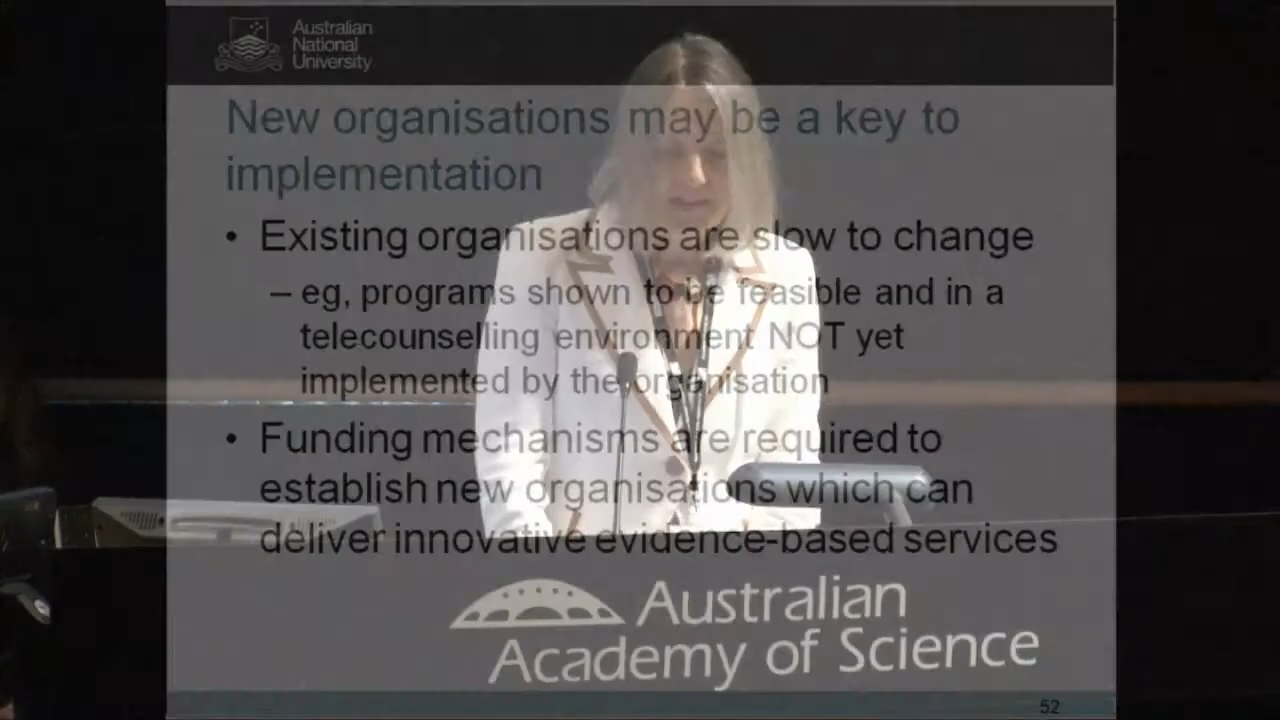 Australian
National
University
New organisations may be a key to
implementation
• Existing organisations are slow to change
– eg, programs shown to be feasible and in a
telecounselling environment NOT yet
implemented by the organisation
• Funding mechanisms are required to
establish new organisations which can
deliver innovative evidence-based services
Australian
Academy of Science
52